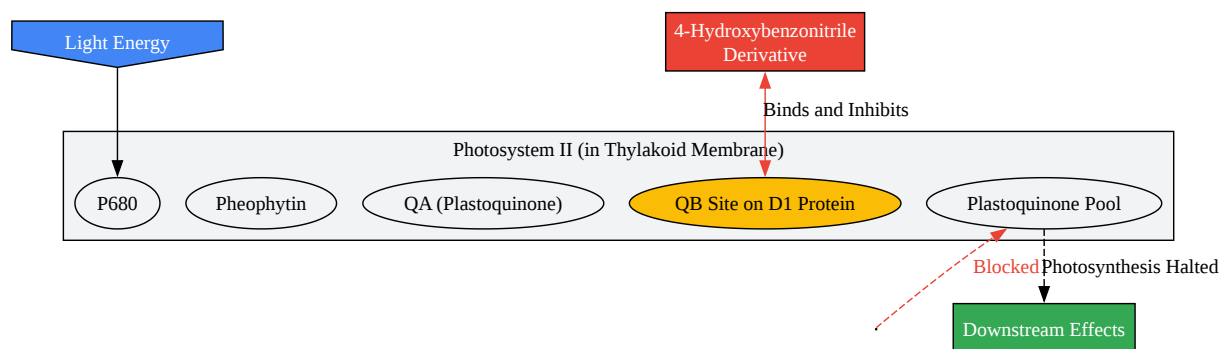 Light Energy
4-Hydroxybenzonitrile
Derivative
Binds and Inhibits
Photosystem II (in Thylakoid Membrane)
P680
Pheophytin
QA (Plastoquinone)
QB Site on D1 Protein
Plastoquinone Pool
Blocked
Photosynthesis Halted
Downstream Effects